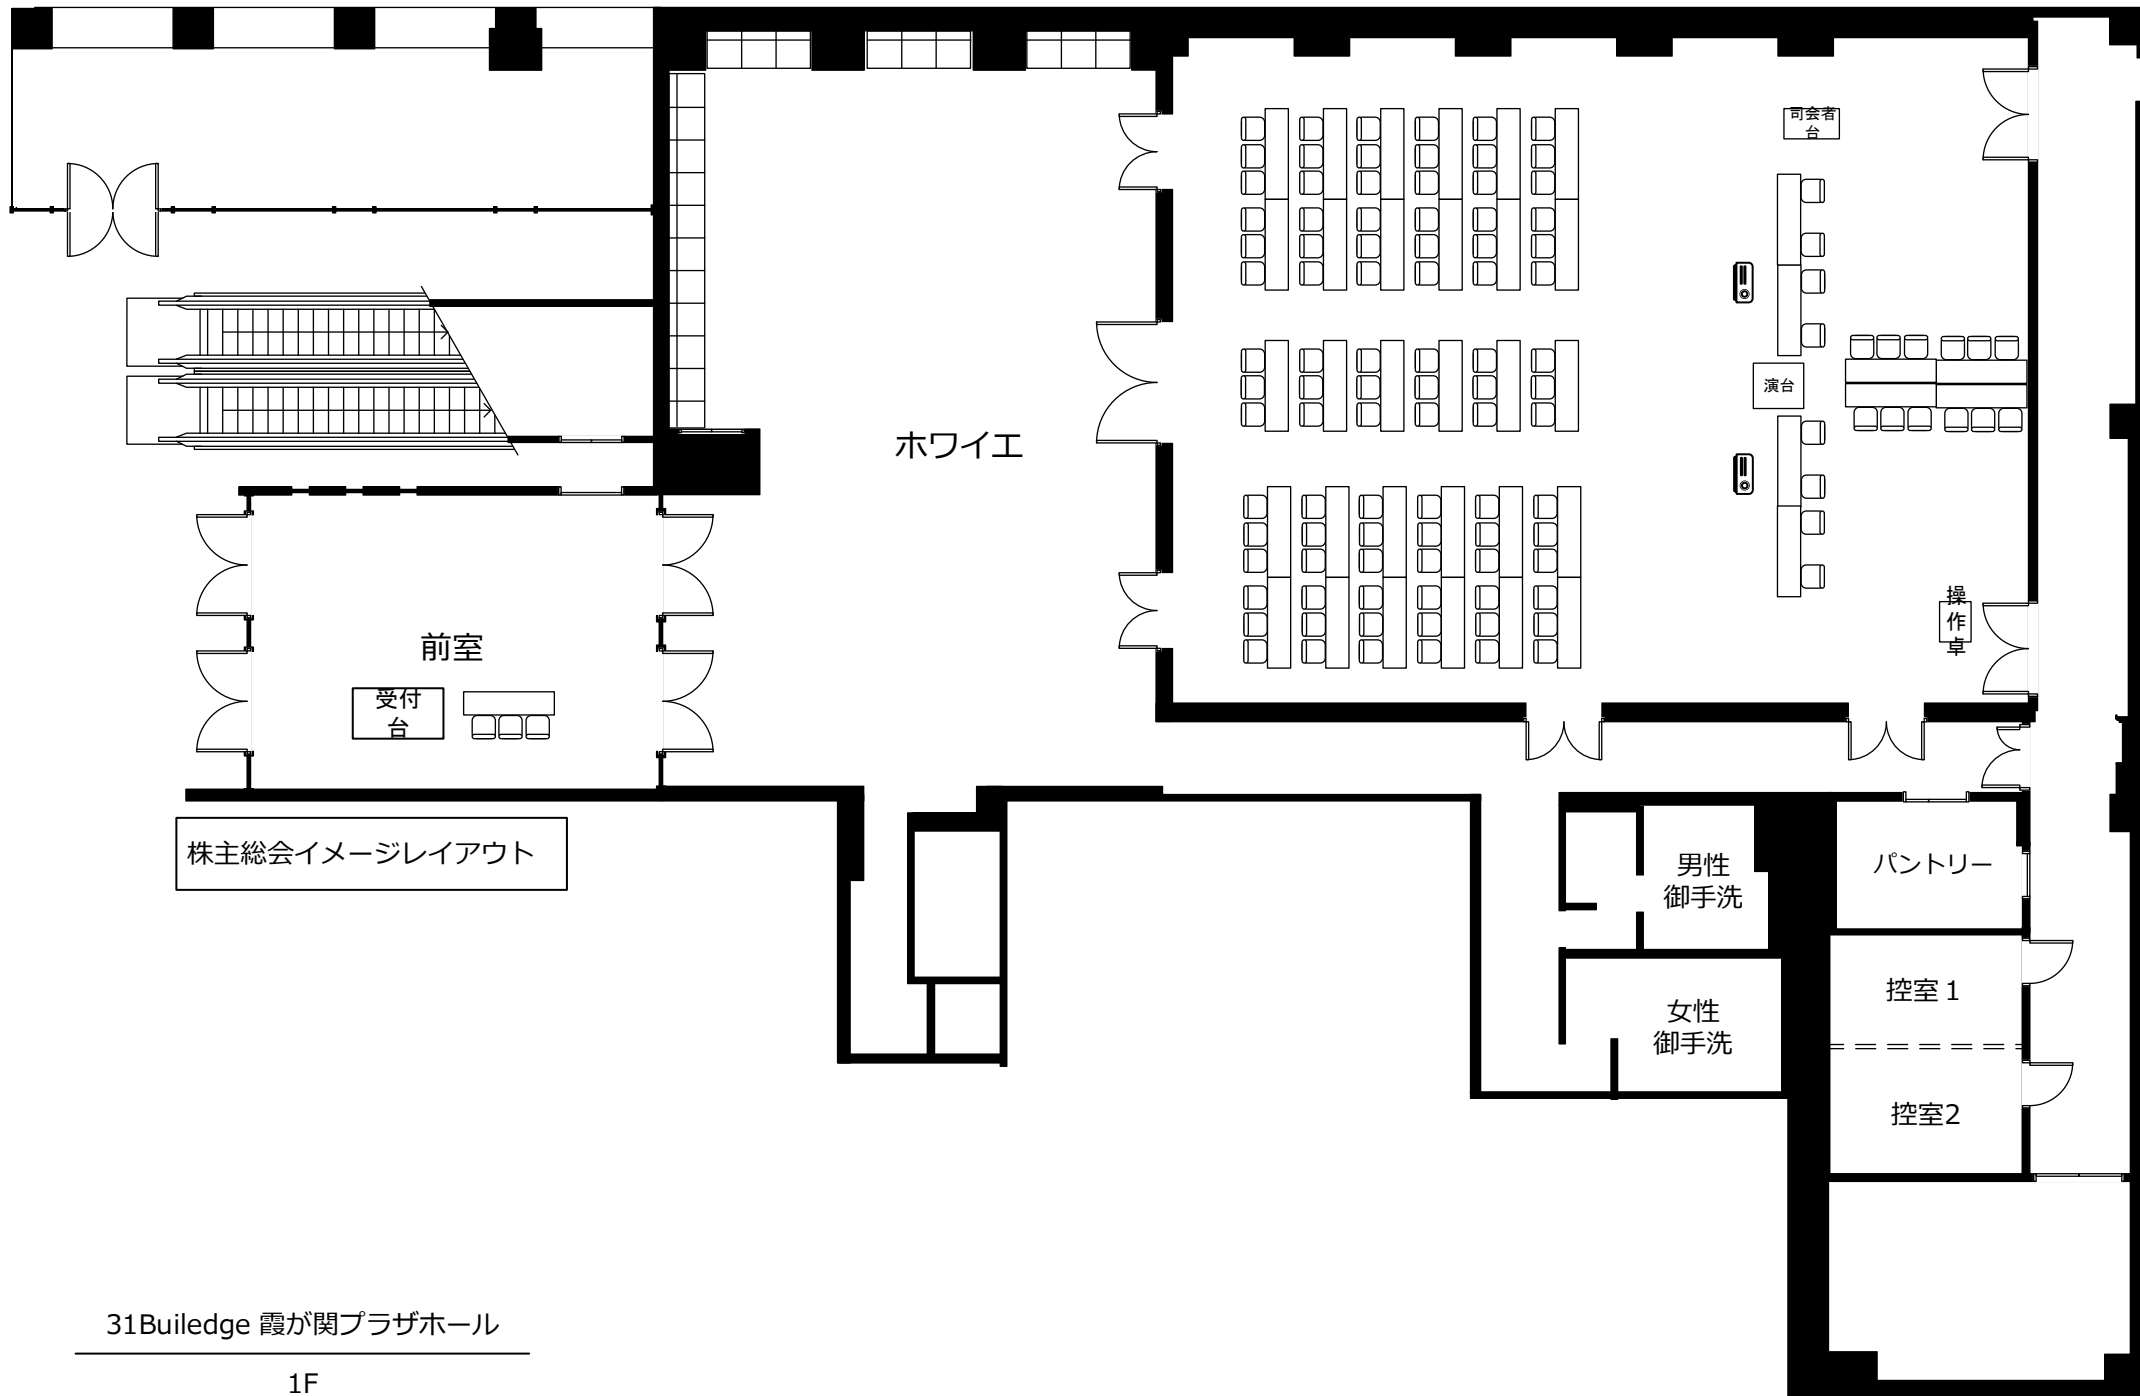 司会者
台
演台
ホワイエ
操
作
卓
前室
受付
台
株主総会イメージレイアウト
男性
御手洗
パントリー
女性
御手洗
控室１
控室2
31Builedge 霞が関プラザホール
1F